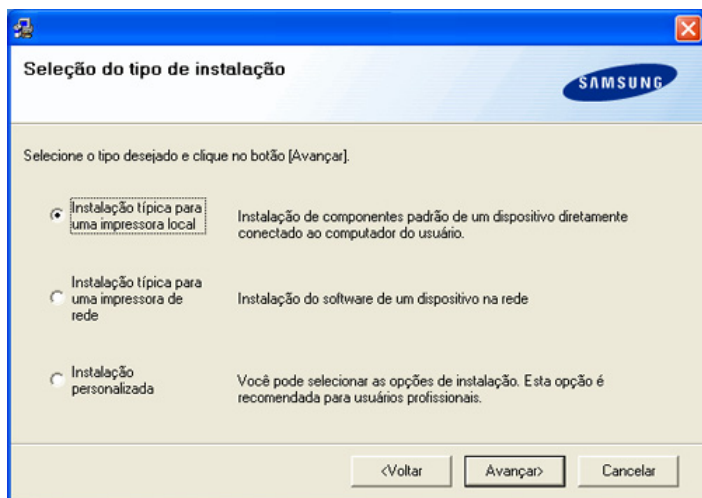 Seleção do tipo de instalação
SAMSUNG
Selecione o tipo desejado e clique no botão [Avançar].
Instalação típica para
uma impressora local
Instalação de componentes padrão de um dispositivo diretamente
conectado ao computador do usuário.
Instalação típica para
uma impressora de
rede
Instalação do software de um dispositivo na rede
Instalação
personalizada
Você pode selecionar as opções de instalação. Esta opção é
recomendada para usuários profissionais.
<Voltar
Avançar>
Cancelar